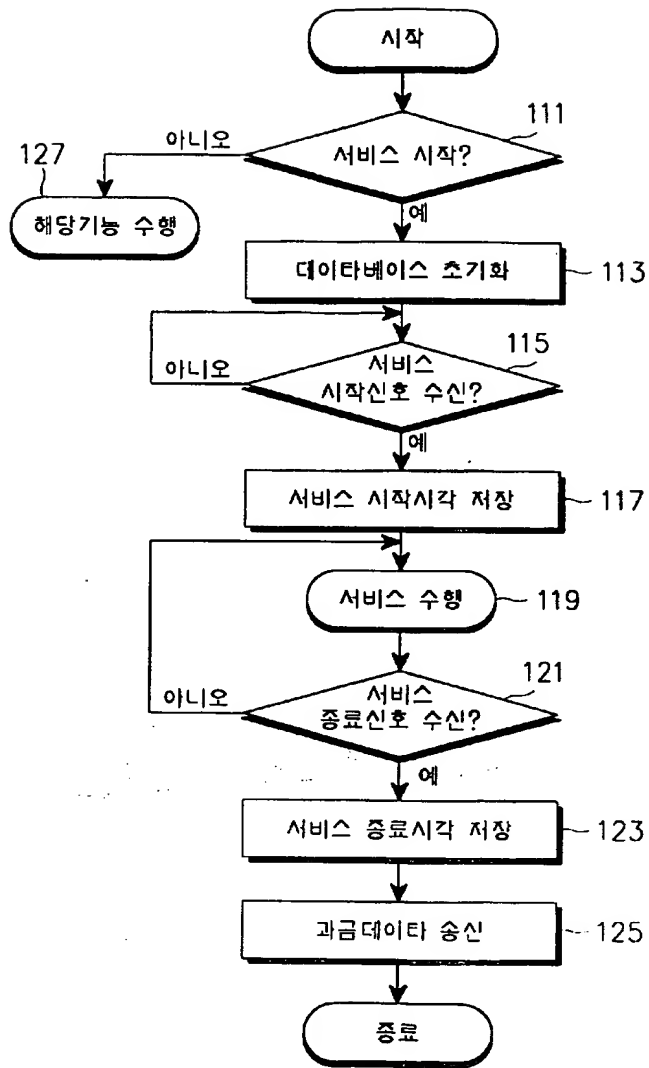 시작
111
서비스 시작?
아니오
127
해당기능 수행
예
데이타베이스 초기화
113
115
서비스
시작신호 수신?
아니오
예
서비스 시작시각 저장
117
서비스 수행
119
121
서비스
종료신호 수신?
아니오
예
서비스 종료시각 저장
123
과금데이타 송신
125
종료